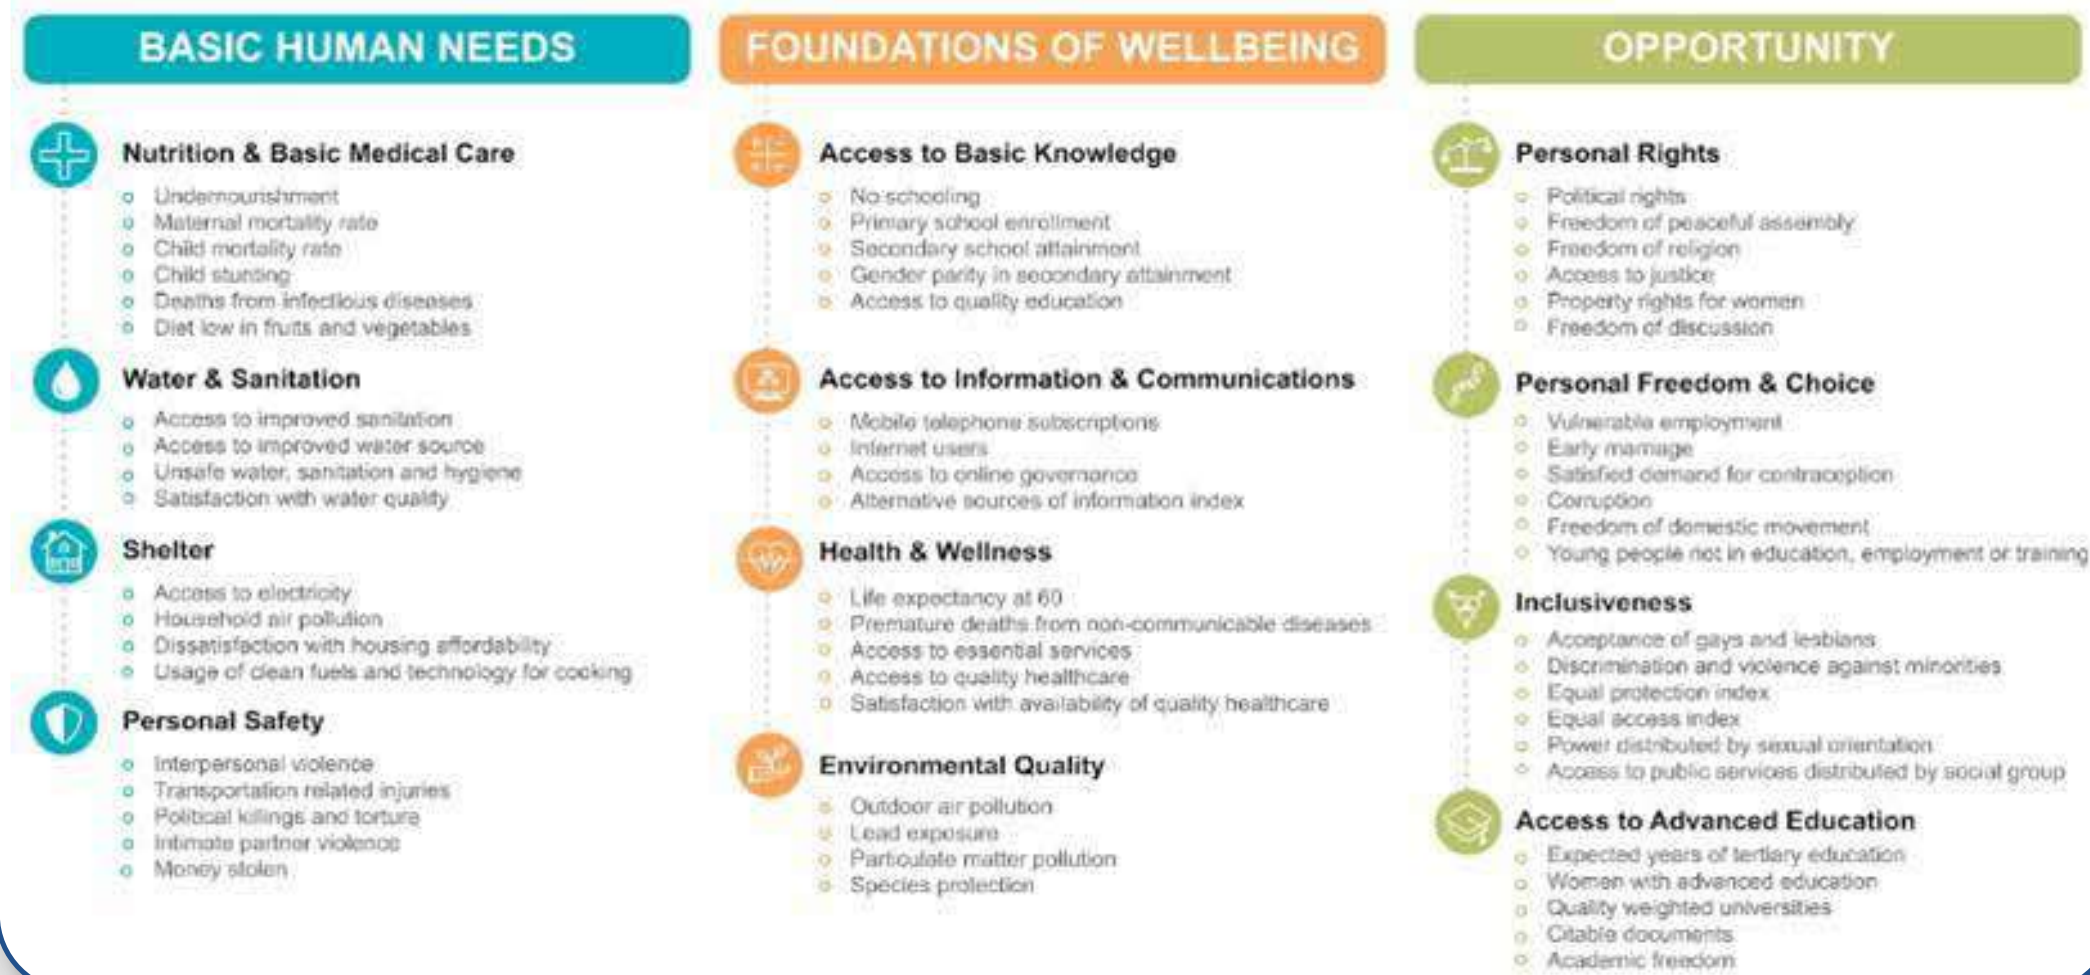 BASIC HUMAN NEEDS
Nutrition & Basic Medical Care
Undernourishment
Maternal mortality rate
Child mortality rate
Child stunting
Deaths from infectious diseases
Diet low in fruits and vegetables
Water & Sanitation
Access to improved sanitation
Access to improved water source
Unsafe water, sanitation and hygiene
Satisfaction with water quality
Shelter
Access to electricity
Household air pollution
Dissatisfaction with housing affordability
Usage of clean fuels and technology for cooking
Personal Safety
Interpersonal violence
Transportation related injuries
Political killings and torture
Intimate partner violence
Money stolen
FOUNDATIONS OF WELLBEING
Access to Basic Knowledge
No schooling
Primary school enrollment
Secondary school attainment
Gender parity in secondary attainment
Access to quality education
Access to Information & Communications
Mobile telephone subscriptions
Internet users
Access to online governance
Alternative sources of information index
Health & Wellness
Life expectancy at 60
Premature deaths from non-communicable diseases
Access to essential services
Access to quality healthcare
Satisfaction with availability of quality healthcare
Environmental Quality
Outdoor air pollution
Lead exposure
Particulate matter pollution
Species protection
OPPORTUNITY
Personal Rights
Political rights
Freedom of peaceful assembly
Freedom of religion
Access to justice
Property rights for women
Freedom of discussion
Personal Freedom & Choice
Vulnerable employment
Early marriage
Satisfied demand for contraception
Corruption
Freedom of domestic movement
Young people not in education, employment or training
Inclusiveness
Acceptance of gays and lesbians
Discrimination and violence against minorities
Equal protection index
Equal access index
Power distributed by sexual orientation
Access to public services distributed by social group
Access to Advanced Education
Expected years of tertiary education
Women with advanced education
Quality weighted universities
Citable documents
Academic freedom